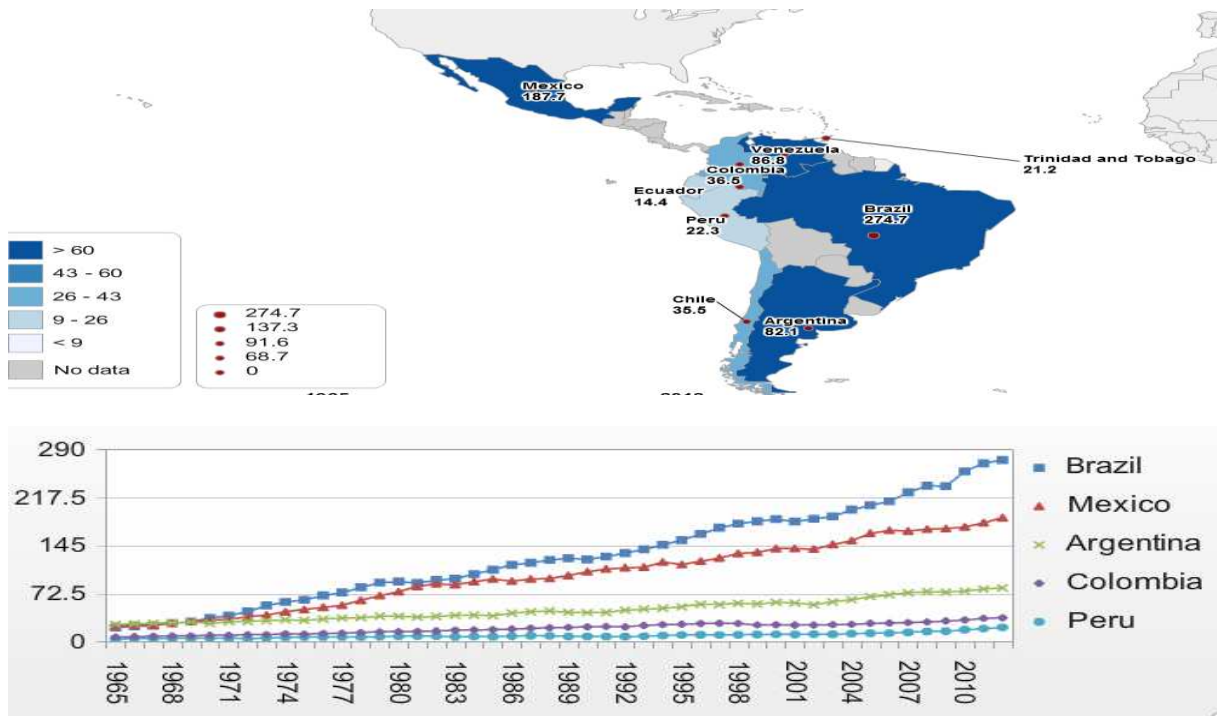 Mexico
187.7
Venezuela
86.8
Trinidad and Tobago
21.2
Colombia
36.5
Ecuador
14.4
Brazil
274.7
Peru
22.3
Chile
35.5
Argentina
82.1
> 60
43 - 60
26 - 43
9 - 26
< 9
No data
274.7
137.3
91.6
68.7
0
290
217.5
145
72.5
0
1965
1968
1971
1974
1977
1980
1983
1986
1989
1992
1995
1998
2001
2004
2007
2010
Brazil
Mexico
Argentina
Colombia
Peru